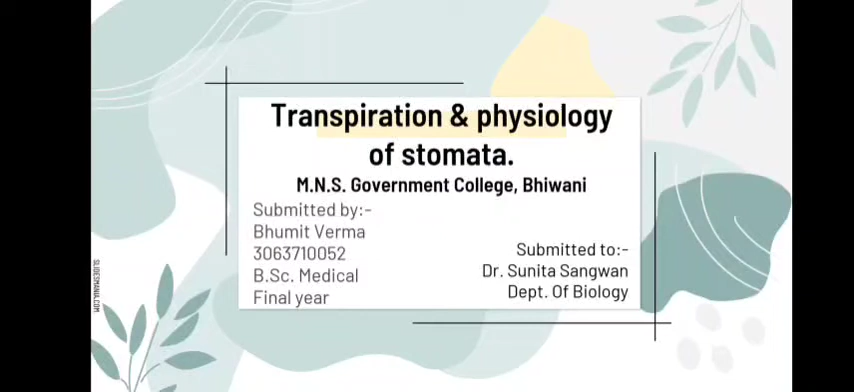 Transpiration & physiology
of stomata.
M.N.S. Government College, Bhiwani
Submitted by:-
Bhumit Verma
3063710052
B.Sc. Medical
Final year
Submitted to:-
Dr. Sunita Sangwan
Dept. Of Biology
SLIDESMANIA.COM